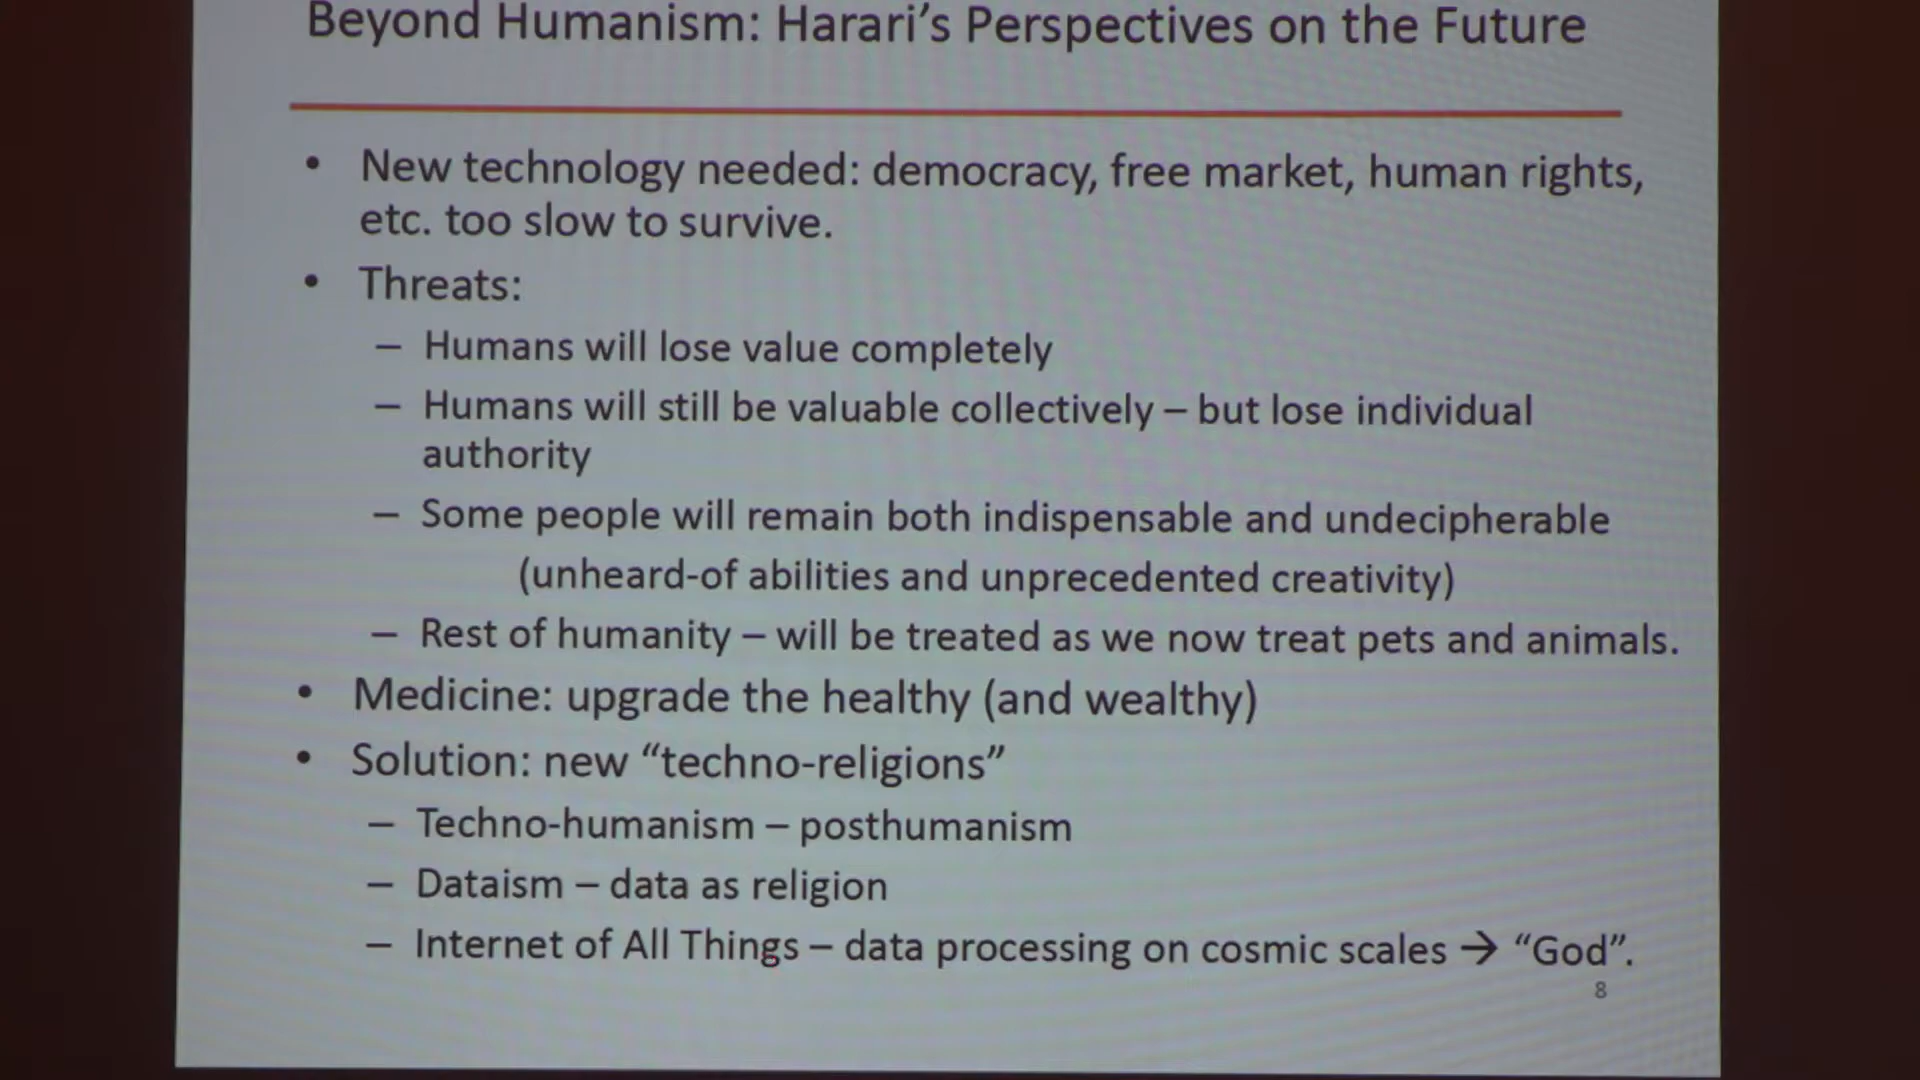 Beyond Humanism: Harari's Perspectives on the Future
• New technology needed: democracy, free market, human rights,
etc. too slow to survive.
• Threats:
– Humans will lose value completely
– Humans will still be valuable collectively – but lose individual
authority
– Some people will remain both indispensable and undecipherable
(unheard-of abilities and unprecedented creativity)
– Rest of humanity – will be treated as we now treat pets and animals.
• Medicine: upgrade the healthy (and wealthy)
• Solution: new “techno-religions”
– Techno-humanism – posthumanism
– Dataism – data as religion
– Internet of All Things – data processing on cosmic scales → “God”.
8